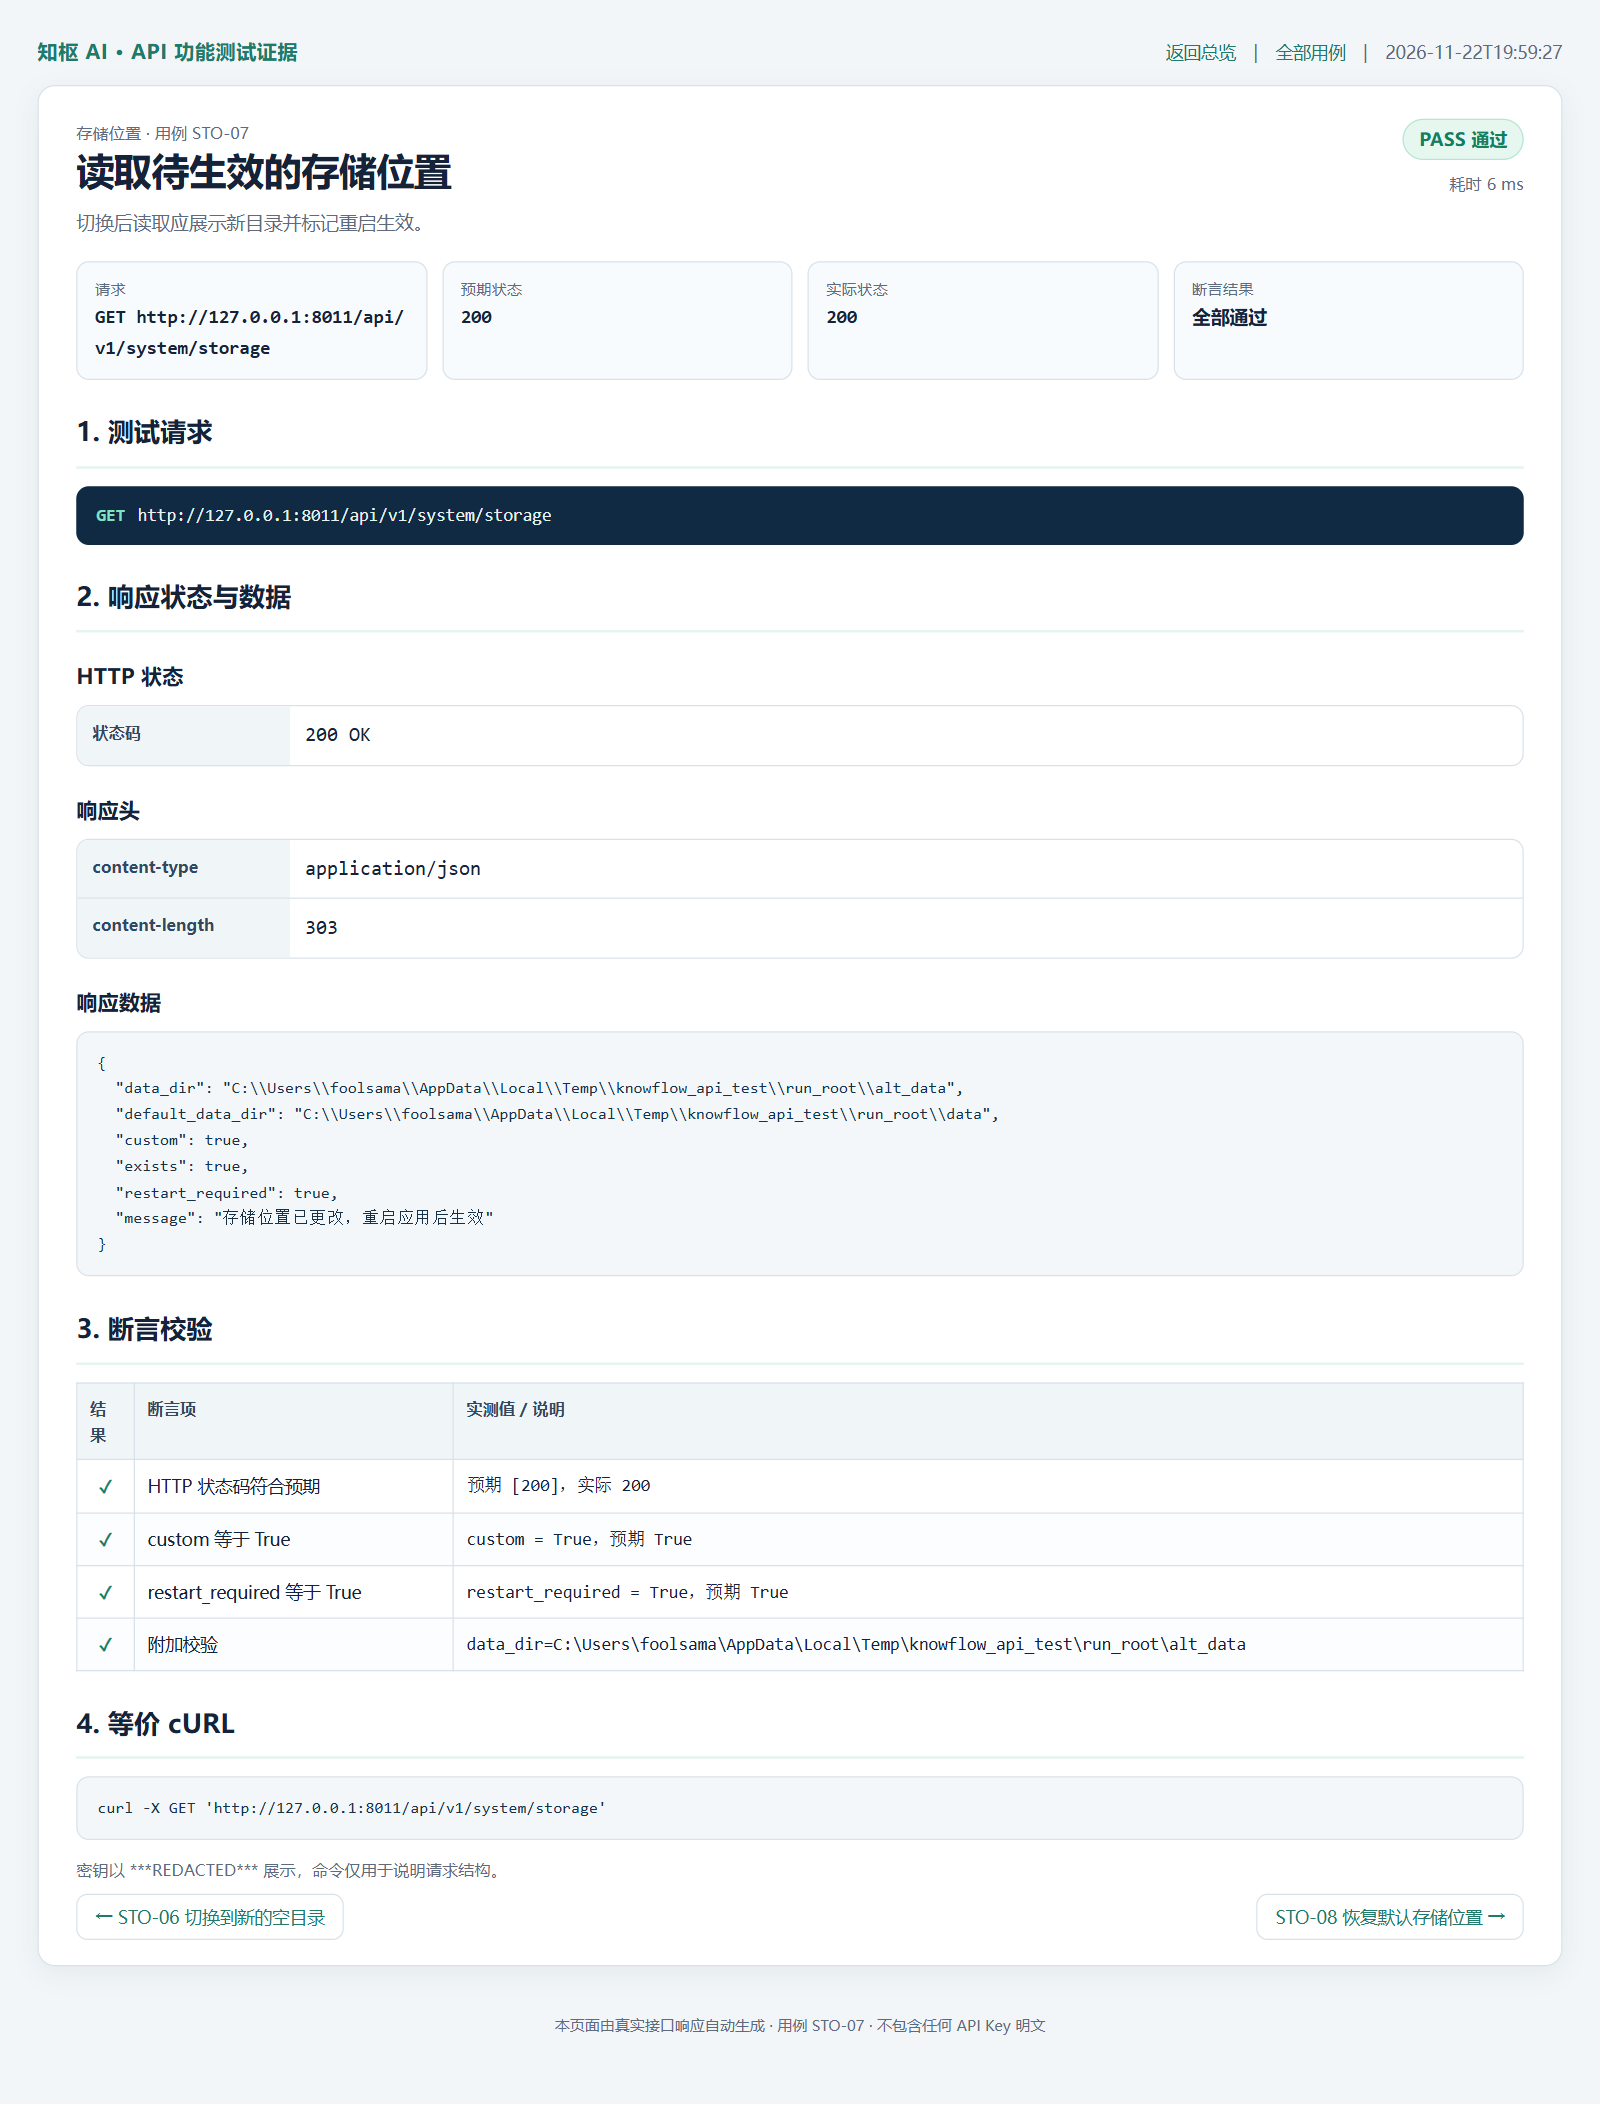 知枢 AI · API 功能测试证据
返回总览 | 全部用例 | 2026-11-22T19:59:27
存储位置 · 用例 STO-07
PASS 通过
读取待生效的存储位置
耗时 6 ms
切换后读取应展示新目录并标记重启生效。
请求
GET http://127.0.0.1:8011/api/
v1/system/storage
预期状态
200
实际状态
200
断言结果
全部通过
1. 测试请求
GET http://127.0.0.1:8011/api/v1/system/storage
2. 响应状态与数据
HTTP 状态
状态码 200 OK
响应头
content-type application/json
content-length 303
响应数据
{
"data_dir": "C:\\Users\\foolsama\\AppData\\Local\\Temp\\knowflow_api_test\\run_root\\alt_data",
"default_data_dir": "C:\\Users\\foolsama\\AppData\\Local\\Temp\\knowflow_api_test\\run_root\\data",
"custom": true,
"exists": true,
"restart_required": true,
"message": "存储位置已更改，重启应用后生效"
}
3. 断言校验
结果 断言项 实测值 / 说明
✓ HTTP 状态码符合预期 预期 [200]，实际 200
✓ custom 等于 True custom = True，预期 True
✓ restart_required 等于 True restart_required = True，预期 True
✓ 附加校验 data_dir=C:\Users\foolsama\AppData\Local\Temp\knowflow_api_test\run_root\alt_data
4. 等价 cURL
curl -X GET 'http://127.0.0.1:8011/api/v1/system/storage'
密钥以 ***REDACTED*** 展示，命令仅用于说明请求结构。
← STO-06 切换到新的空目录
STO-08 恢复默认存储位置 →
本页面由真实接口响应自动生成 · 用例 STO-07 · 不包含任何 API Key 明文